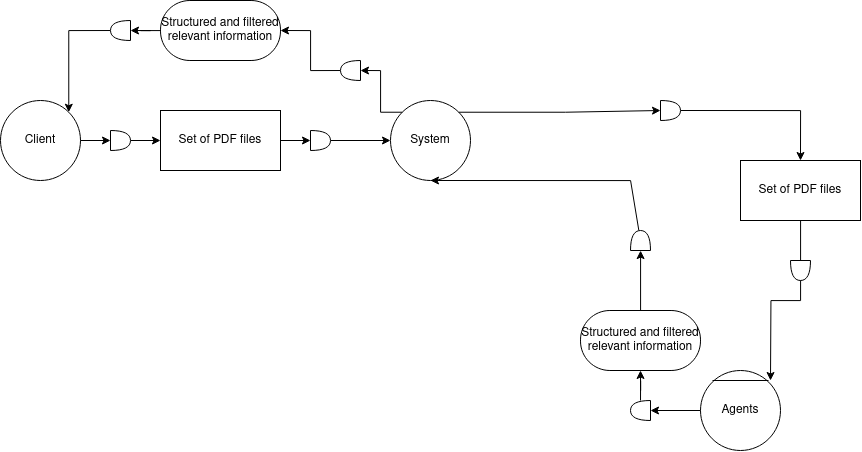 Structured and filtered
relevant information
Client
Set of PDF files
System
Set of PDF files
Structured and filtered
relevant information
Agents